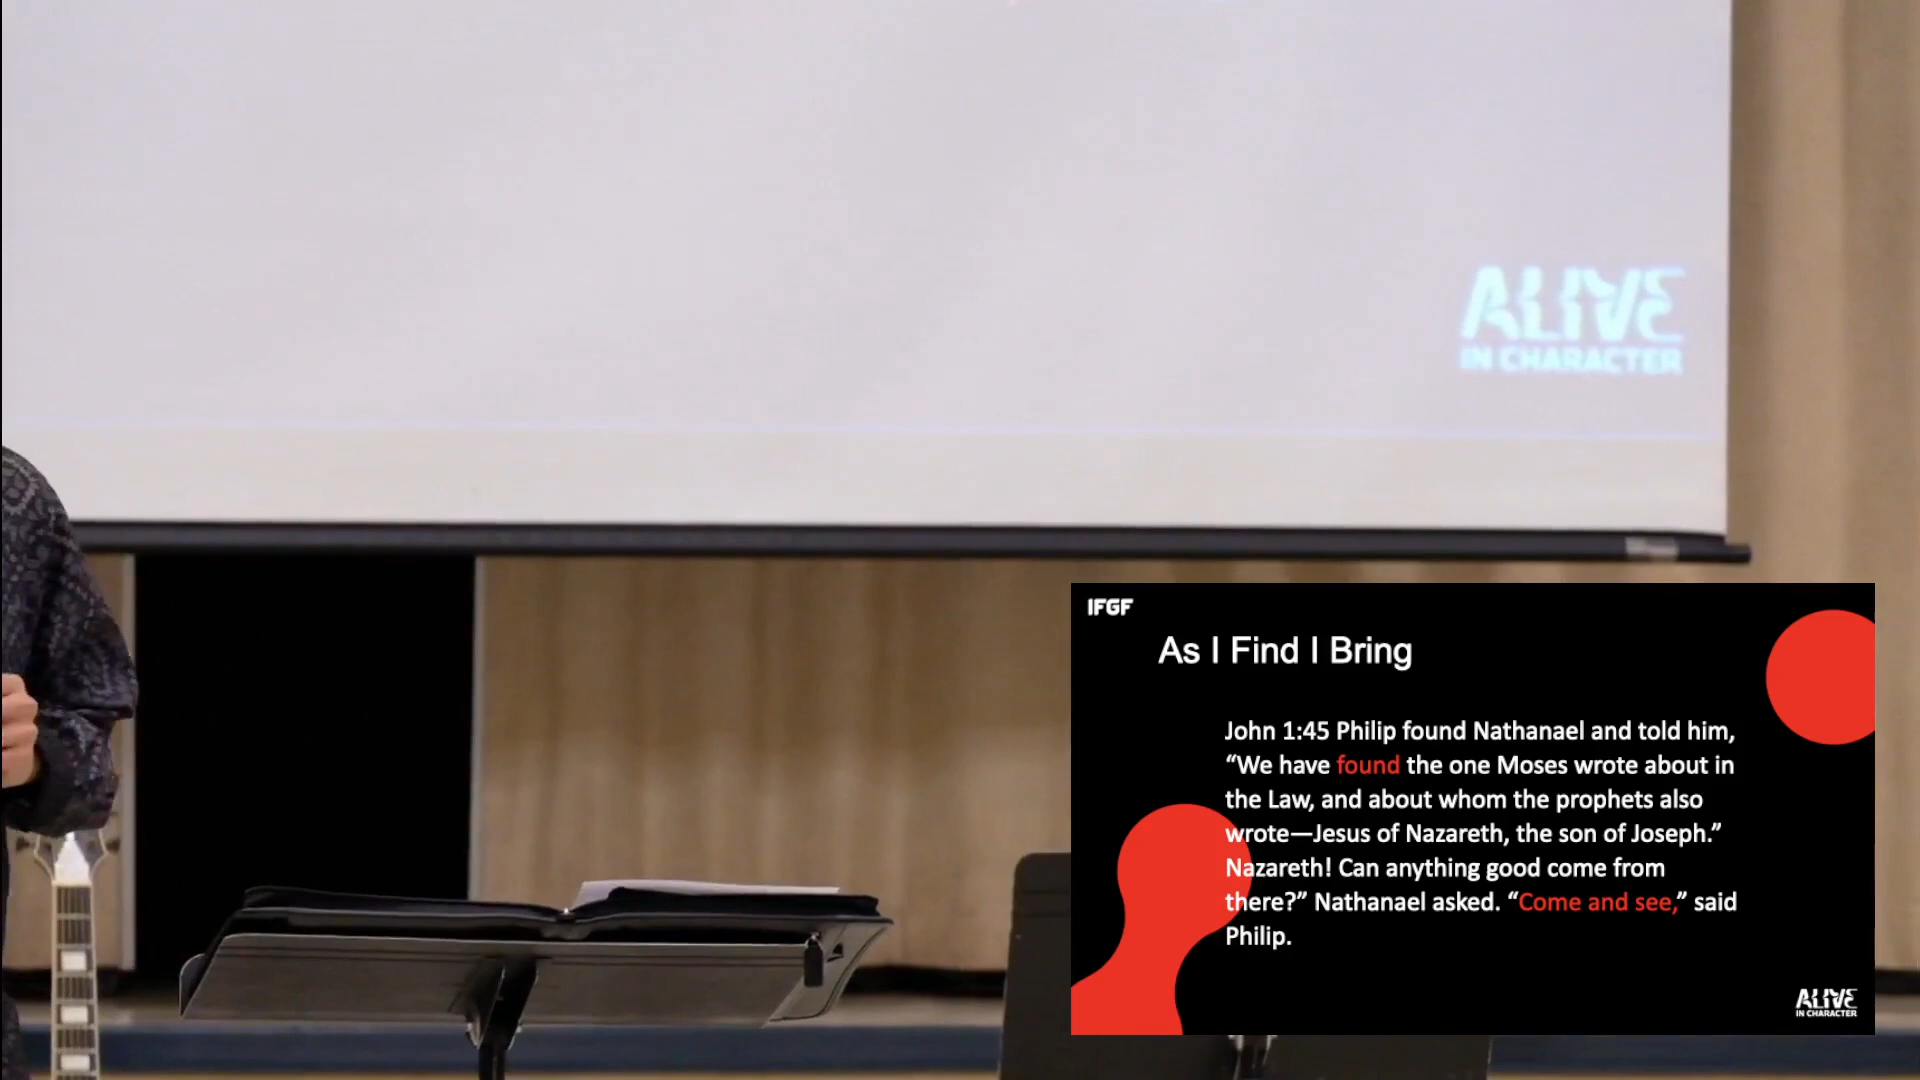 ALIVE
IN CHARACTER
IFGF
As I Find I Bring
John 1:45 Philip found Nathanael and told him,
“We have found the one Moses wrote about in
the Law, and about whom the prophets also
wrote—Jesus of Nazareth, the son of Joseph.”
Nazareth! Can anything good come from
there?” Nathanael asked. “Come and see,” said
Philip.
ALIVE
IN CHARACTER